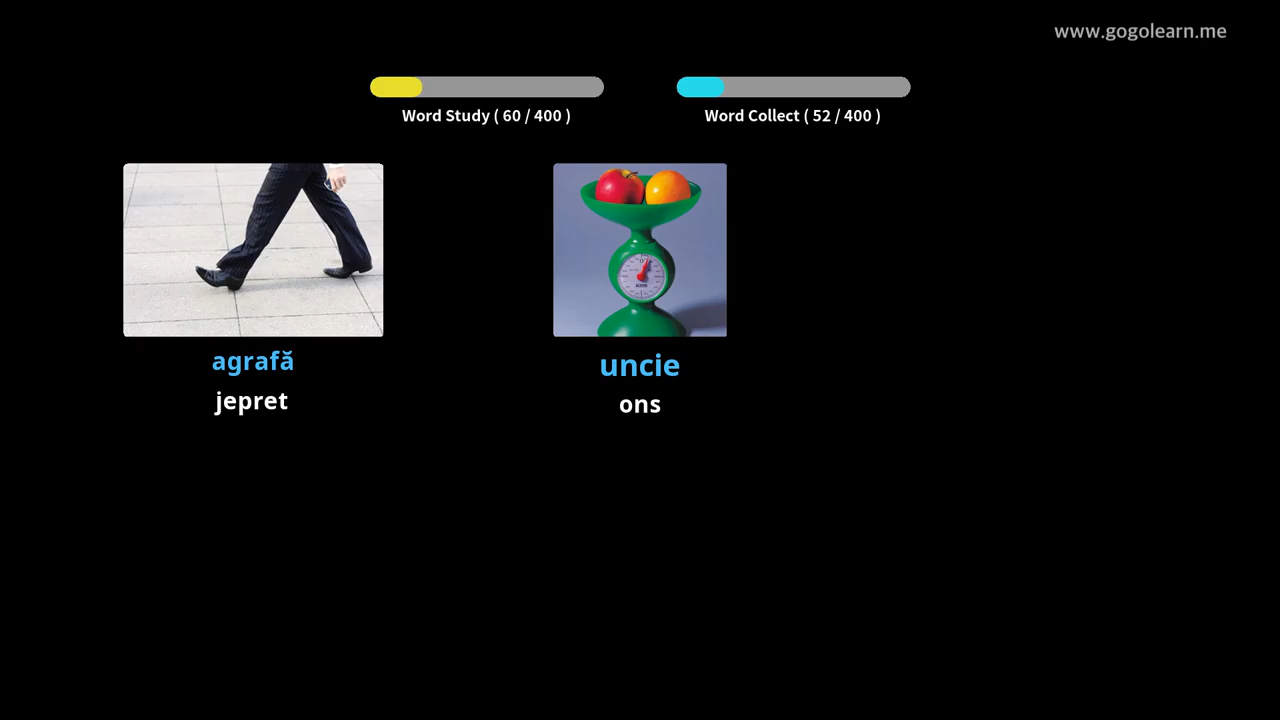 www.gogolearn.me
Word Study ( 60 / 400 )
Word Collect ( 52 / 400 )
agrafă
jepret
uncie
ons